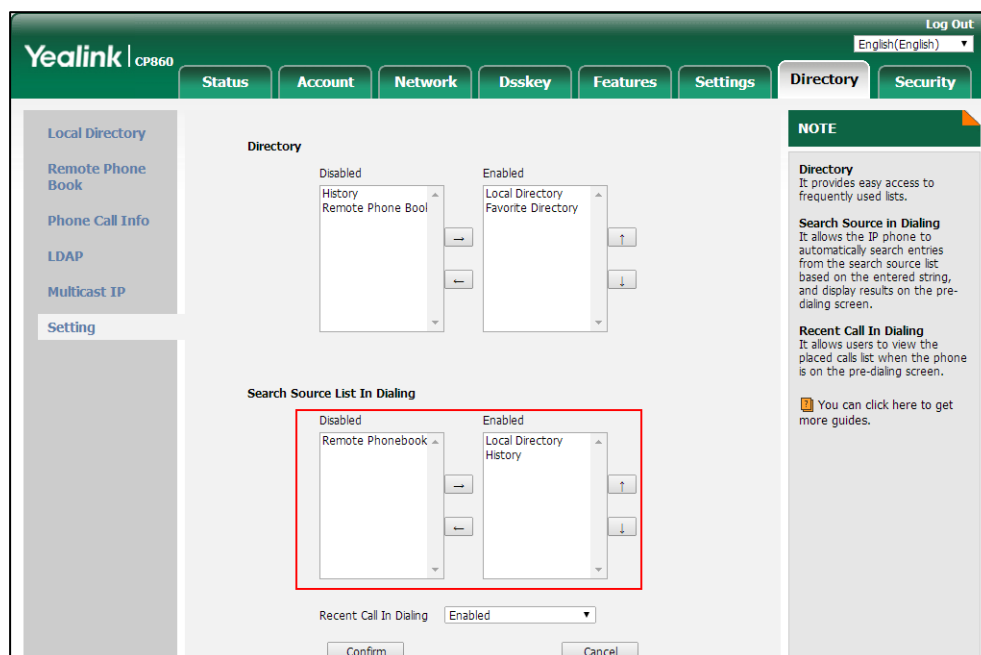 Log Out
English(English)
Yealink CP860
Status Account Network Dsskey Features Settings Directory Security
Local Directory
Remote Phone
Book
Phone Call Info
LDAP
Multicast IP
Setting
Directory
Disabled Enabled
History
Remote Phone Bool
Local Directory
Favorite Directory
→
←
↑
↓
Search Source List In Dialing
Disabled Enabled
Remote Phonebook
Local Directory
History
→
←
↑
↓
Recent Call In Dialing Enabled
Confirm Cancel
NOTE
Directory
It provides easy access to
frequently used lists.
Search Source in Dialing
It allows the IP phone to
automatically search entries
from the search source list
based on the entered string,
and display results on the pre-
dialing screen.
Recent Call In Dialing
It allows users to view the
placed calls list when the phone
is on the pre-dialing screen.
You can click here to get
more guides.